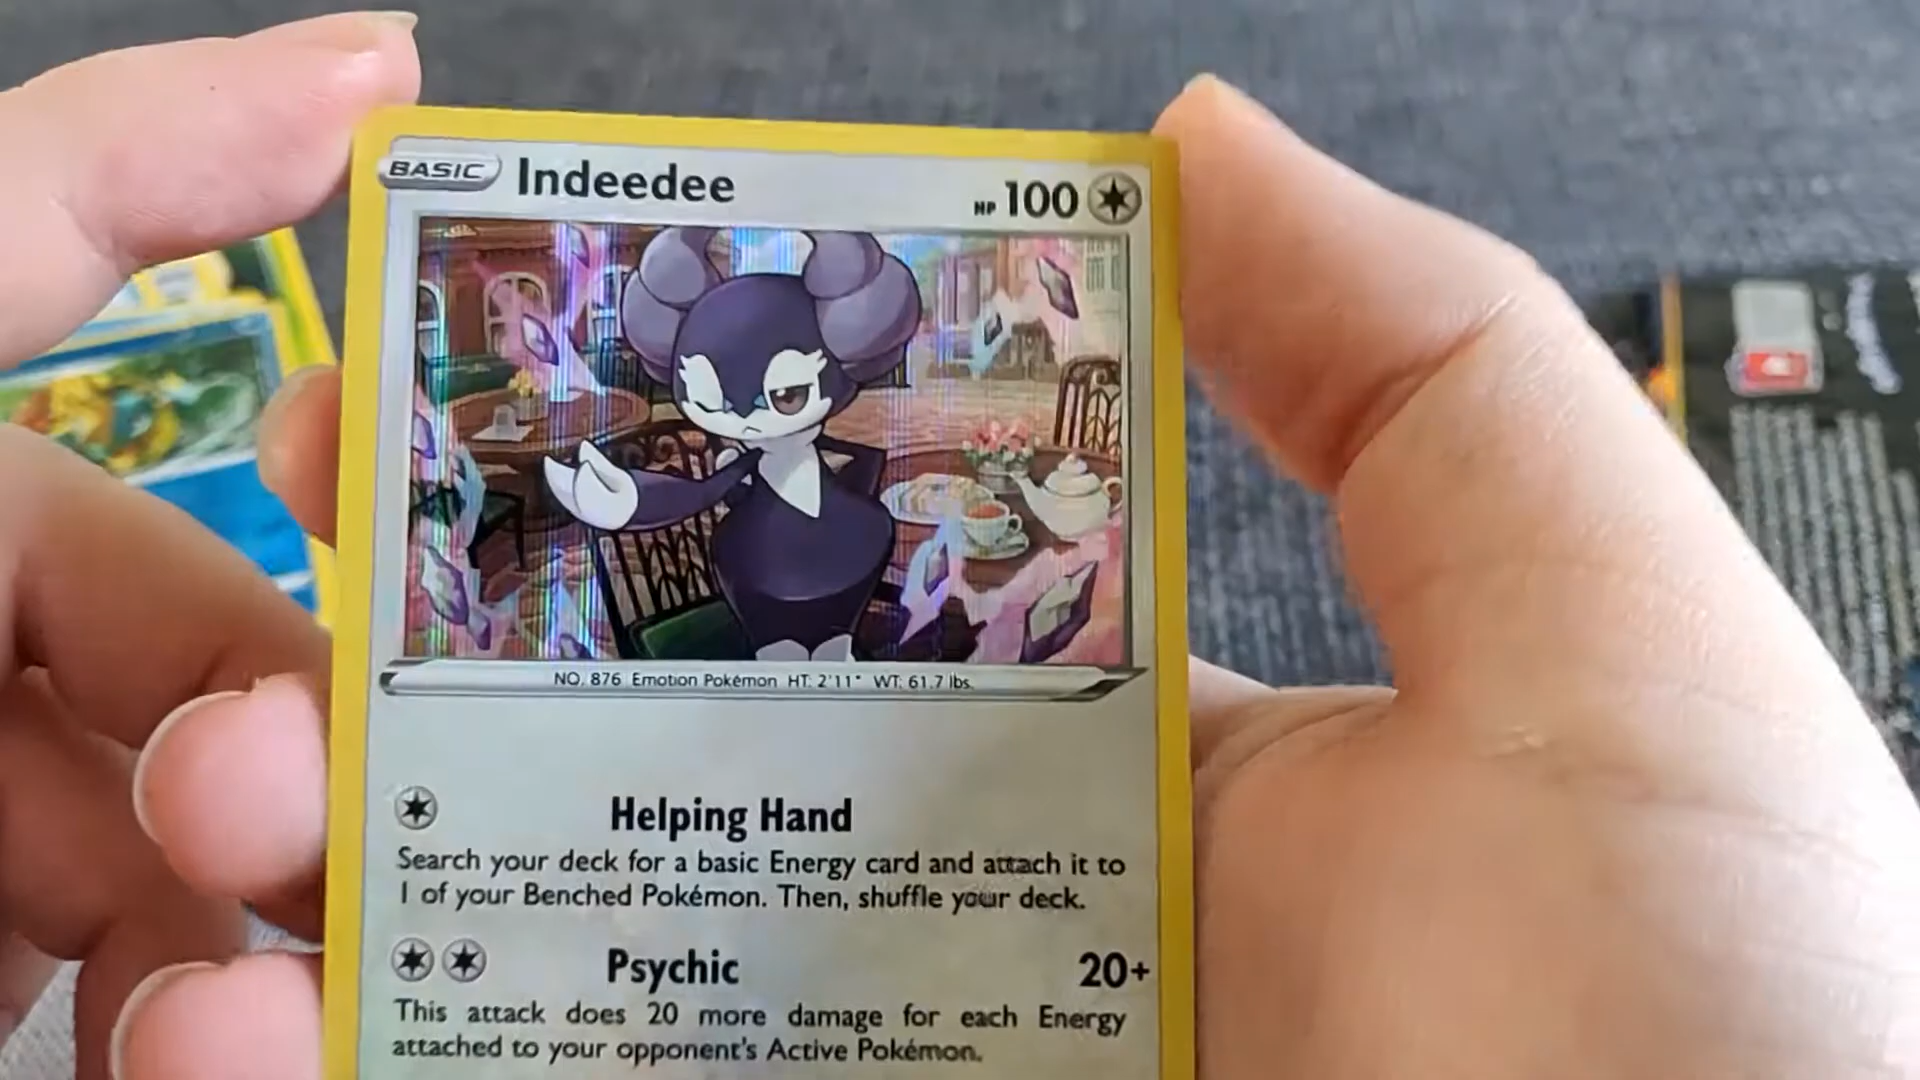 BASIC Indeedee HP 100
NO. 876 Emotion Pokémon HT: 2'11" WT: 61.7 lbs.
Helping Hand
Search your deck for a basic Energy card and attach it to
1 of your Benched Pokémon. Then, shuffle your deck.
Psychic 20+
This attack does 20 more damage for each Energy
attached to your opponent's Active Pokémon.